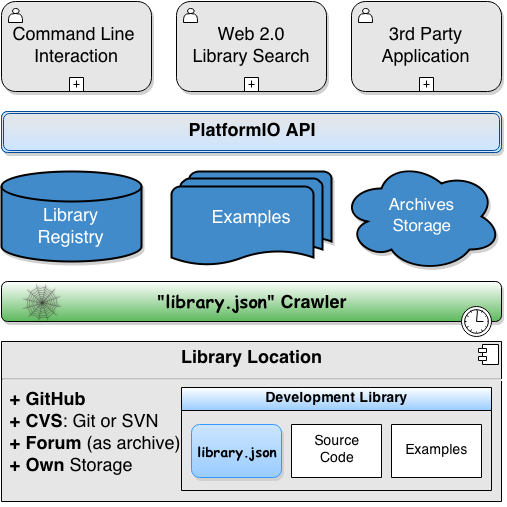 Command Line
Interaction
Web 2.0
Library Search
3rd Party
Application
PlatformIO API
Library
Registry
Examples
Archives
Storage
"library.json" Crawler
Library Location
+ GitHub
+ CVS: Git or SVN
+ Forum (as archive)
+ Own Storage
Development Library
library.json
Source
Code
Examples